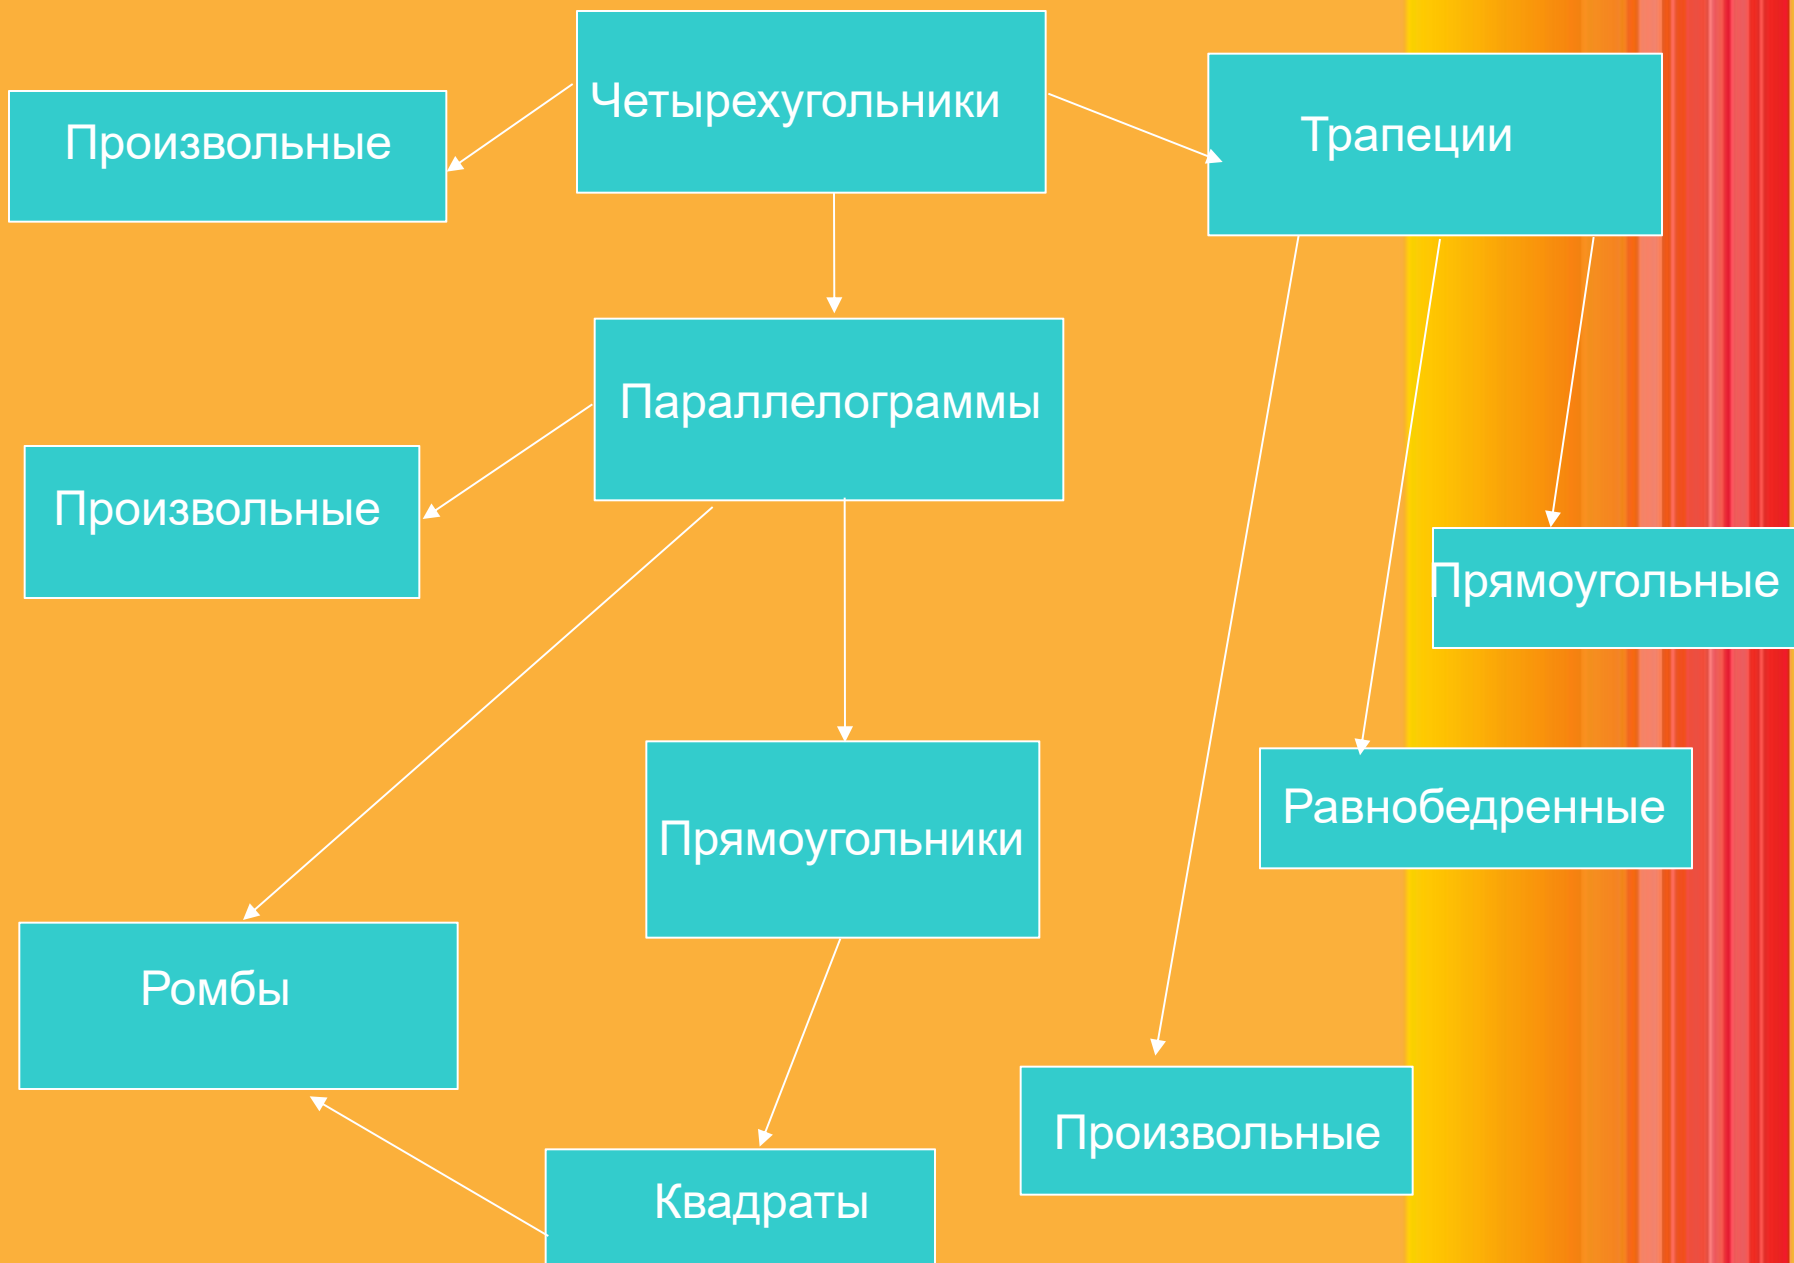 Четырехугольники
Произвольные
Трапеции
Параллелограммы
Произвольные
Прямоугольные
Равнобедренные
Прямоугольники
Ромбы
Произвольные
Квадраты